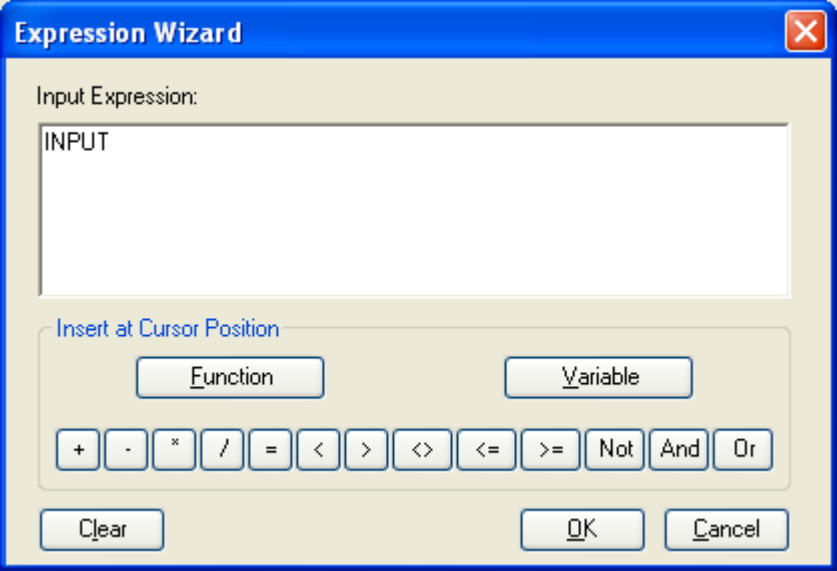 Expression Wizard
Input Expression:
INPUT
Insert at Cursor Position
Function Variable
+ - * / = < > <> <= >= Not And Or
Clear OK Cancel